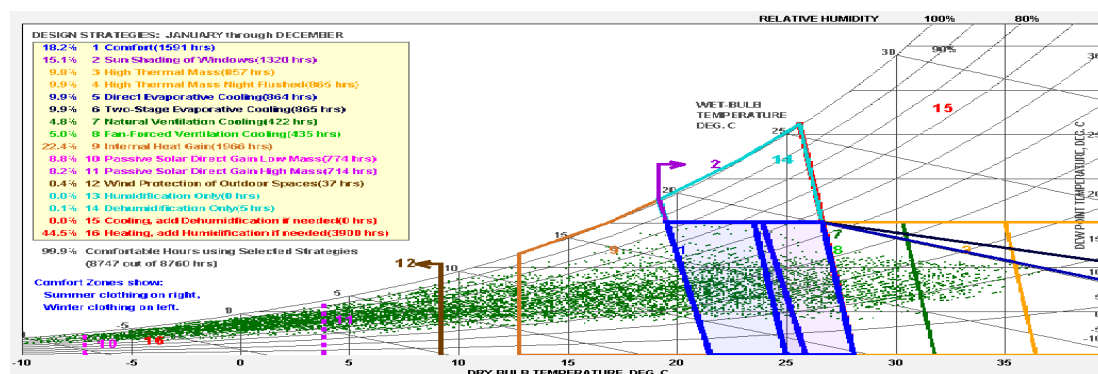 RELATIVE HUMIDITY 100% 80%
DESIGN STRATEGIES: JANUARY through DECEMBER
18.2% 1 Comfort(1591 hrs)
15.1% 2 Sun Shading of Windows(1320 hrs)
9.8% 3 High Thermal Mass(857 hrs)
9.9% 4 High Thermal Mass Night Flushed(865 hrs)
9.9% 5 Direct Evaporative Cooling(864 hrs)
9.9% 6 Two-Stage Evaporative Cooling(865 hrs)
4.8% 7 Natural Ventilation Cooling(422 hrs)
5.0% 8 Fan-Forced Ventilation Cooling(435 hrs)
22.4% 9 Internal Heat Gain(1966 hrs)
8.8% 10 Passive Solar Direct Gain Low Mass(774 hrs)
8.2% 11 Passive Solar Direct Gain High Mass(714 hrs)
0.4% 12 Wind Protection of Outdoor Spaces(37 hrs)
0.0% 13 Humidification Only(0 hrs)
0.1% 14 Dehumidification Only(5 hrs)
0.0% 15 Cooling, add Dehumidification if needed(0 hrs)
44.5% 16 Heating, add Humidification if needed(3900 hrs)
99.9% Comfortable Hours using Selected Strategies
(8747 out of 8760 hrs)
Comfort Zones show:
Summer clothing on right,
Winter clothing on left.
30 90%
WET-BULB
TEMPERATURE
DEG. C
15
25
2 14
20
15
12
10
9 1 7
8
5
0
-5
10 16
DEW POINT TEMPERATURE, DEG. C
30
25
20
15
10
5
0
-5
-10
-10 -5 0 5 10 15 20 25 30 35
DRY BULB TEMPERATURE, DEG. C